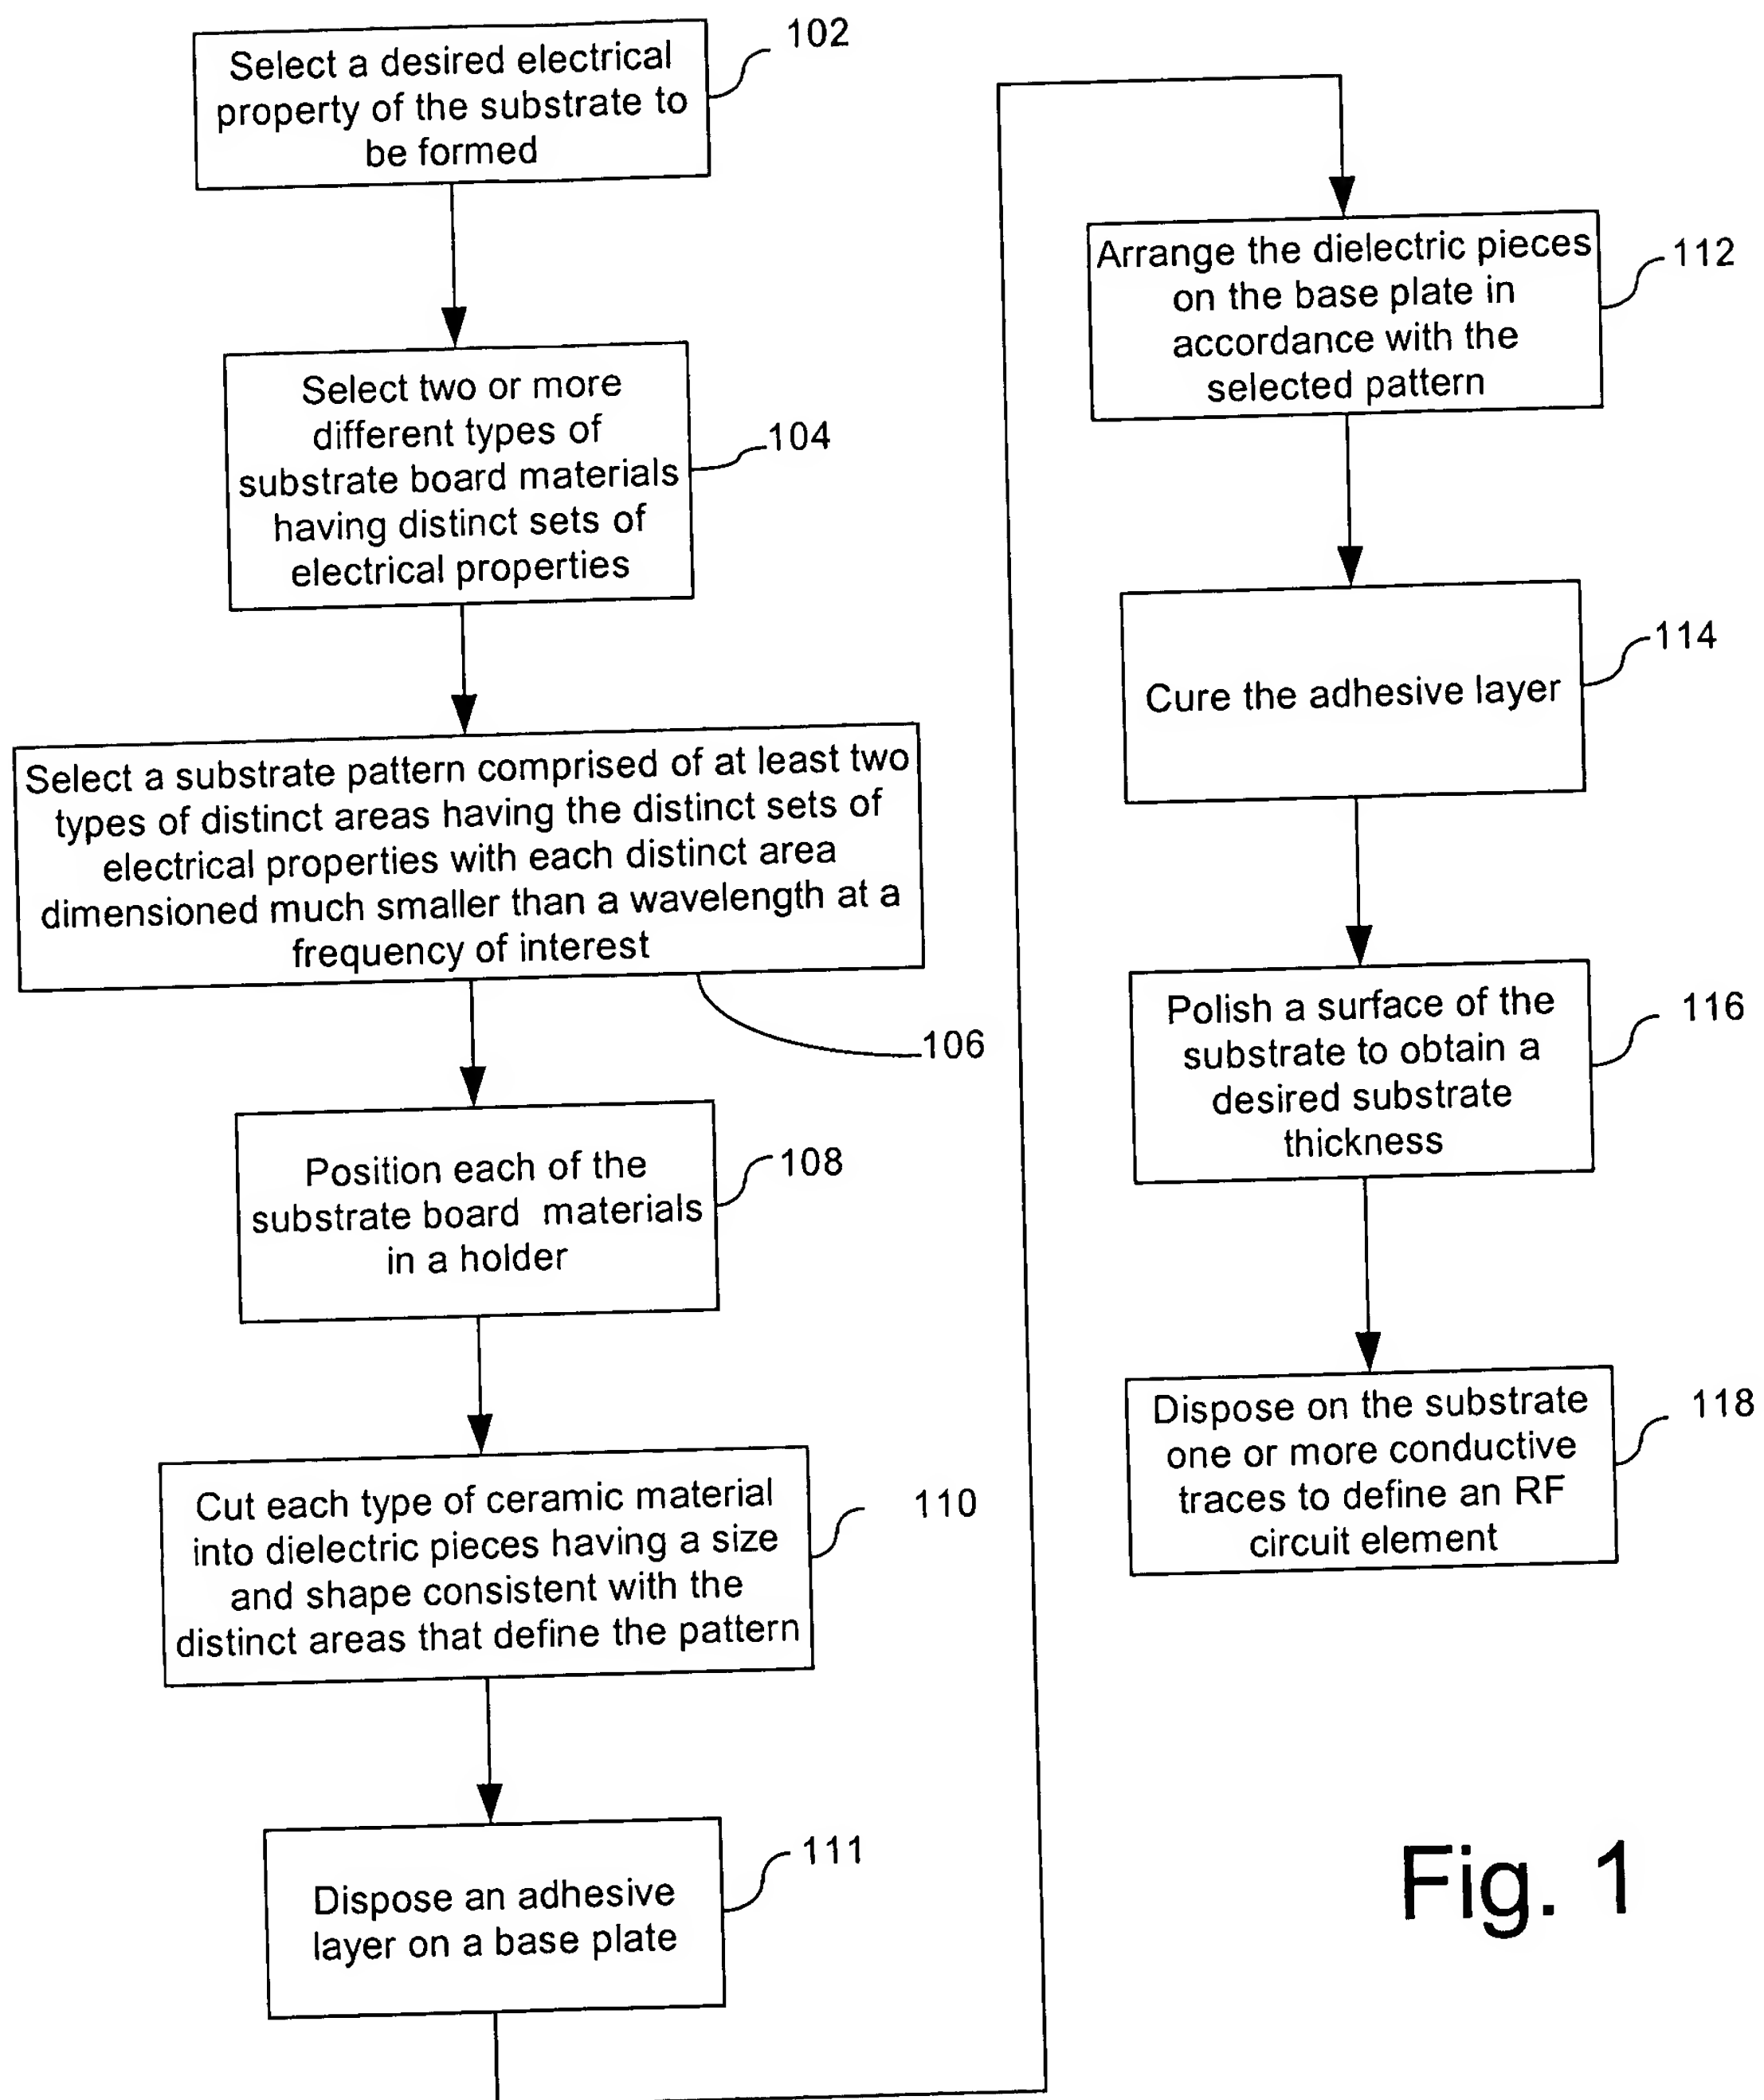 Select a desired electrical
property of the substrate to
be formed
102
Select two or more
different types of
substrate board materials
having distinct sets of
electrical properties
104
Select a substrate pattern comprised of at least two
types of distinct areas having the distinct sets of
electrical properties with each distinct area
dimensioned much smaller than a wavelength at a
frequency of interest
106
Position each of the
substrate board materials
in a holder
108
Cut each type of ceramic material
into dielectric pieces having a size
and shape consistent with the
distinct areas that define the pattern
110
Dispose an adhesive
layer on a base plate
111
Arrange the dielectric pieces
on the base plate in
accordance with the
selected pattern
112
Cure the adhesive layer
114
Polish a surface of the
substrate to obtain a
desired substrate
thickness
116
Dispose on the substrate
one or more conductive
traces to define an RF
circuit element
118
Fig. 1